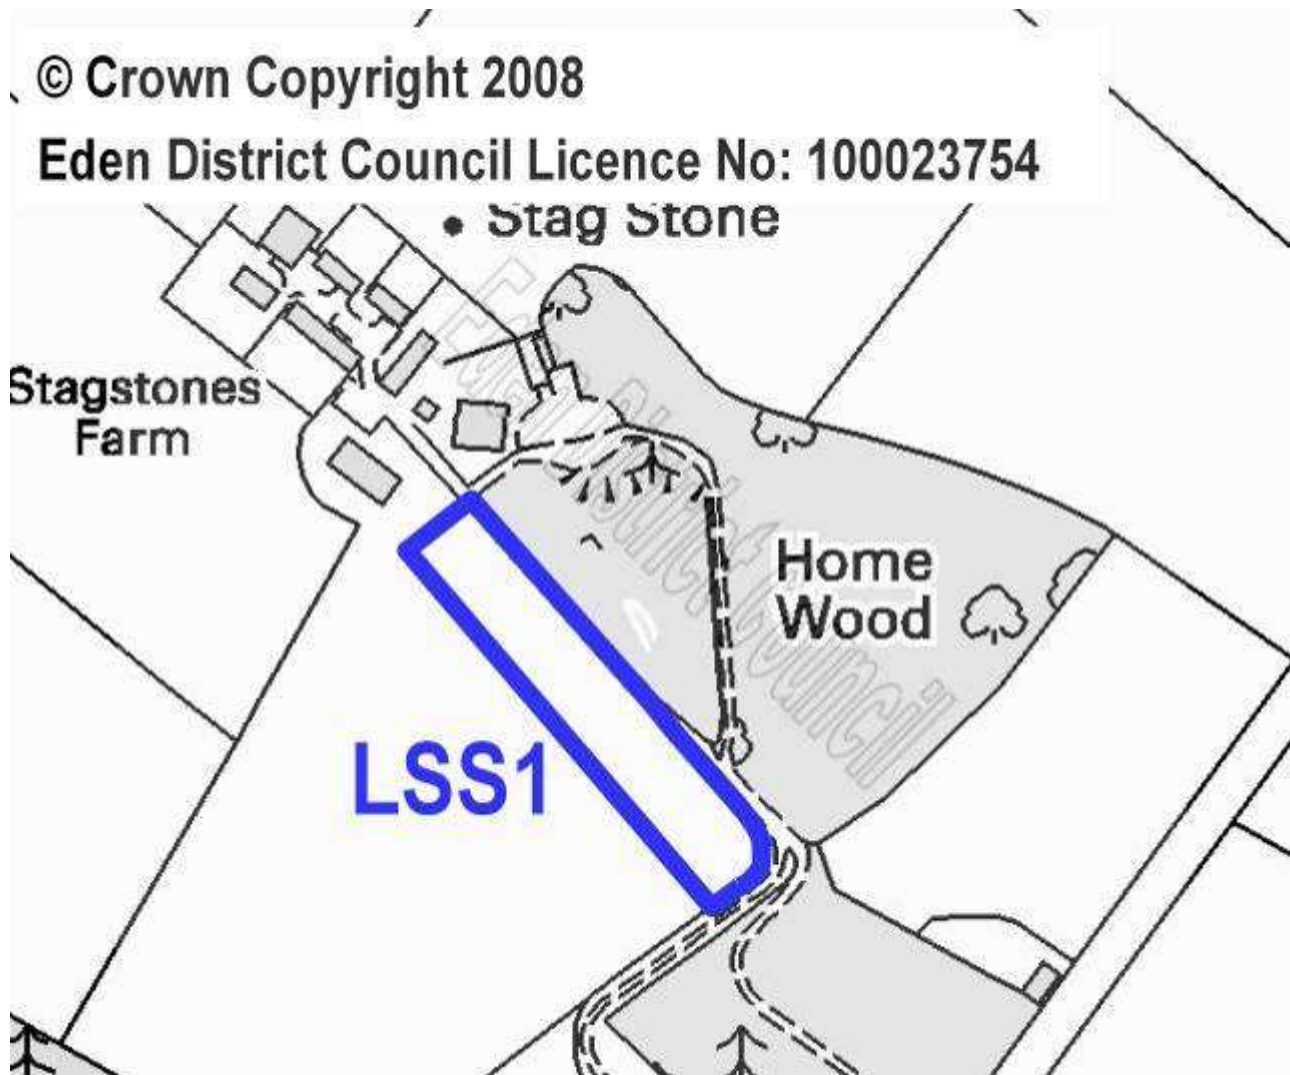 © Crown Copyright 2008
Eden District Council Licence No: 100023754
Stag Stone
Stagstones
Farm
Eden District Council
Home
Wood
LSS1